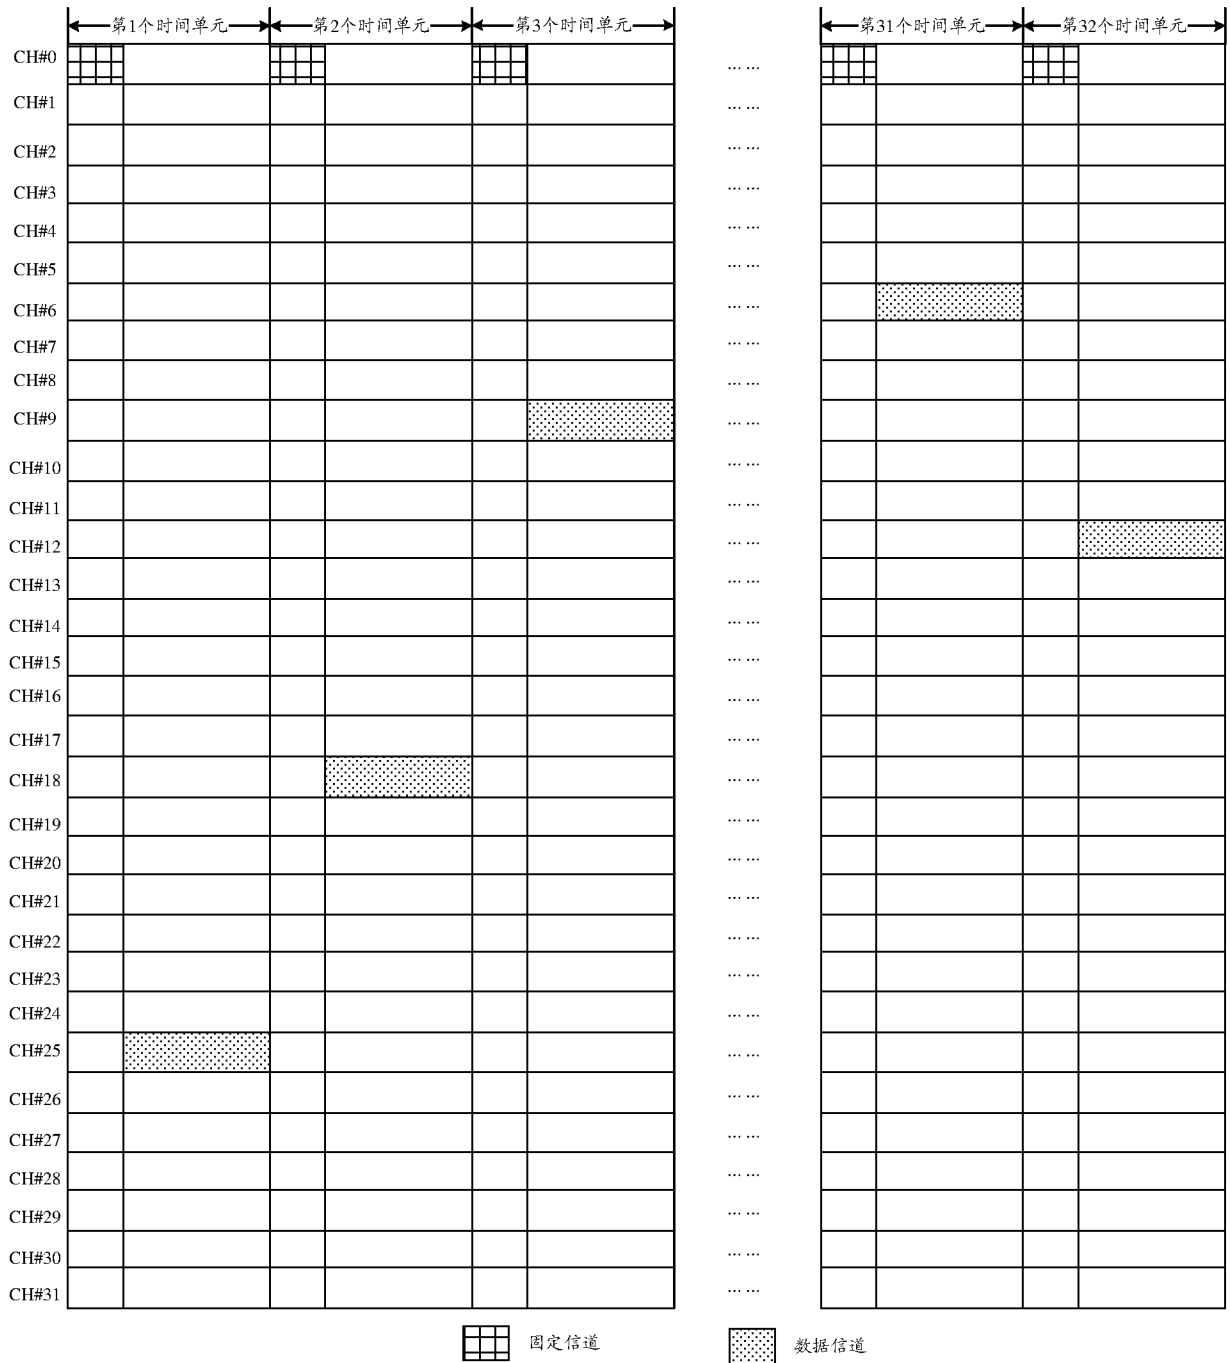 第1个时间单元 第2个时间单元 第3个时间单元 第31个时间单元 第32个时间单元
CH#0 … …
CH#1 … …
CH#2 … …
CH#3 … …
CH#4 … …
CH#5 … …
CH#6 … …
CH#7 … …
CH#8 … …
CH#9 … …
CH#10 … …
CH#11 … …
CH#12 … …
CH#13 … …
CH#14 … …
CH#15 … …
CH#16 … …
CH#17 … …
CH#18 … …
CH#19 … …
CH#20 … …
CH#21 … …
CH#22 … …
CH#23 … …
CH#24 … …
CH#25 … …
CH#26 … …
CH#27 … …
CH#28 … …
CH#29 … …
CH#30 … …
CH#31 … …
固定信道 数据信道